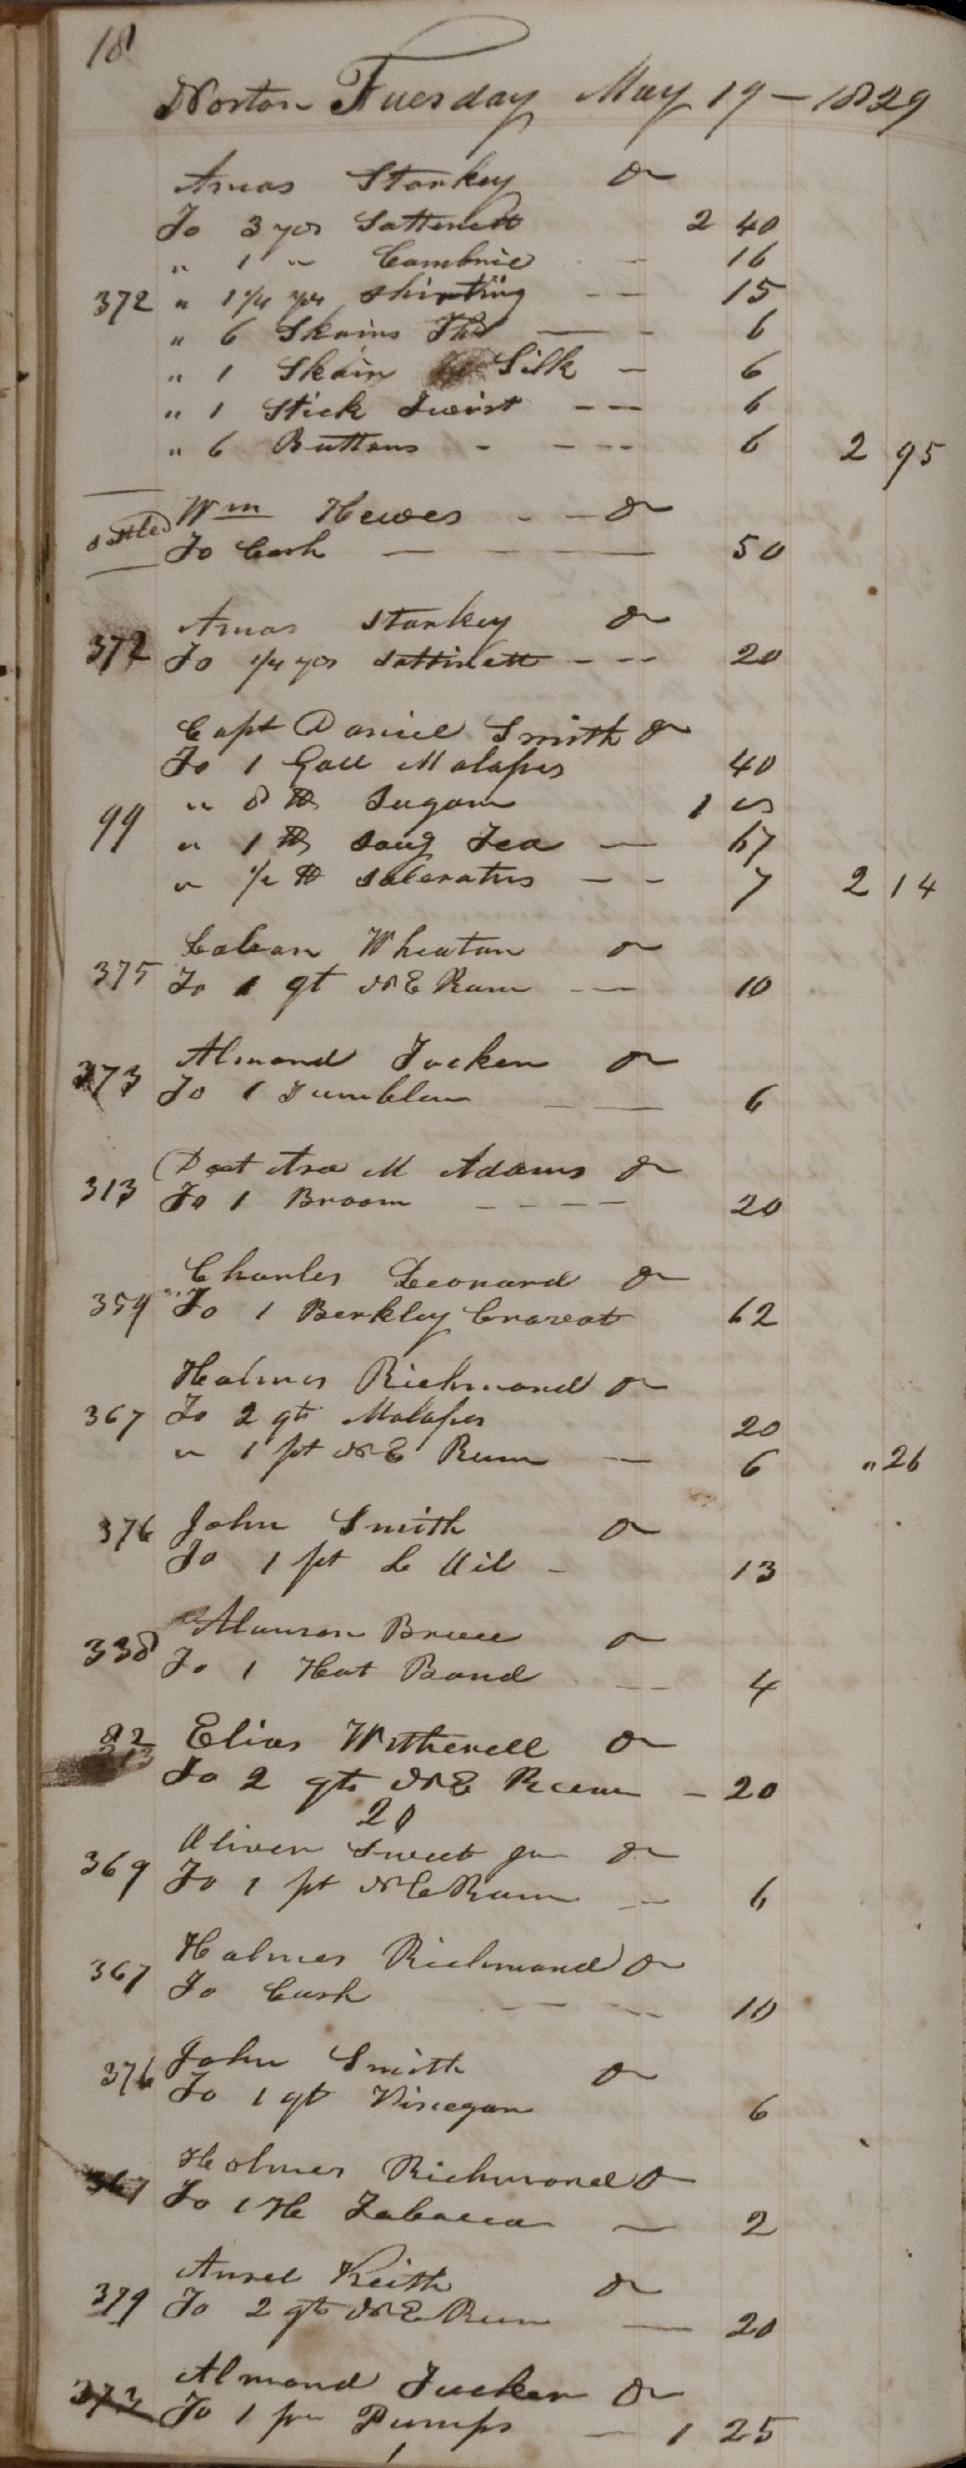 18
Norton Tuesday May 19 - 1829
Amos Starkey Dr
To 3 yds Sattinett 2 40
" 1 " Cambric 16
372 " 1 1/4 yds Shirting 15
" 6 Skains Thd 6
" 1 Skain Silk 6
" 1 Stick Twist 6
" 6 Buttons 6 2 95
Wm Hewes Dr
settled To Cash 50
Amos Starkey Dr
372 To 1/4 yds Sattinett 20
Capt Daniel Smith Dr
To 1 Gall Molasses 40
" 8 lb Sugar 1 00
99 " 1 lb Soug Tea 67
" 1/2 lb Saleratus 7 2 14
Laban Wheaton Dr
375 To 1 qt N E Rum 10
Almond Tucker Dr
373 To 1 Tumbler 6
Doct Asa M Adams Dr
313 To 1 Broom 20
Charles Leonard Dr
359 To 1 Berkley Cravat 62
Holmes Richmond Dr
367 To 2 qts Molasses 20
" 1 pt N E Rum 6 " 26
376 John Smith Dr
To 1 pt L Oil 13
Alanson Bruce Dr
338 To 1 Hat Band 4
82 Elias Witherell Dr
To 2 qts N E Rum 20
20
Oliver Sweet Jur Dr
369 To 1 pt N E Rum 6
Holmes Richmond Dr
367 To Cash 10
John Smith Dr
376 To 1 qt Vinegar 6
Holmes Richmond Dr
367 To 1 Hd Tobacco 2
Ansel Keith Dr
379 To 2 qts N E Rum 20
Almond Tucker Dr
373 To 1 pr Pumps 1 25